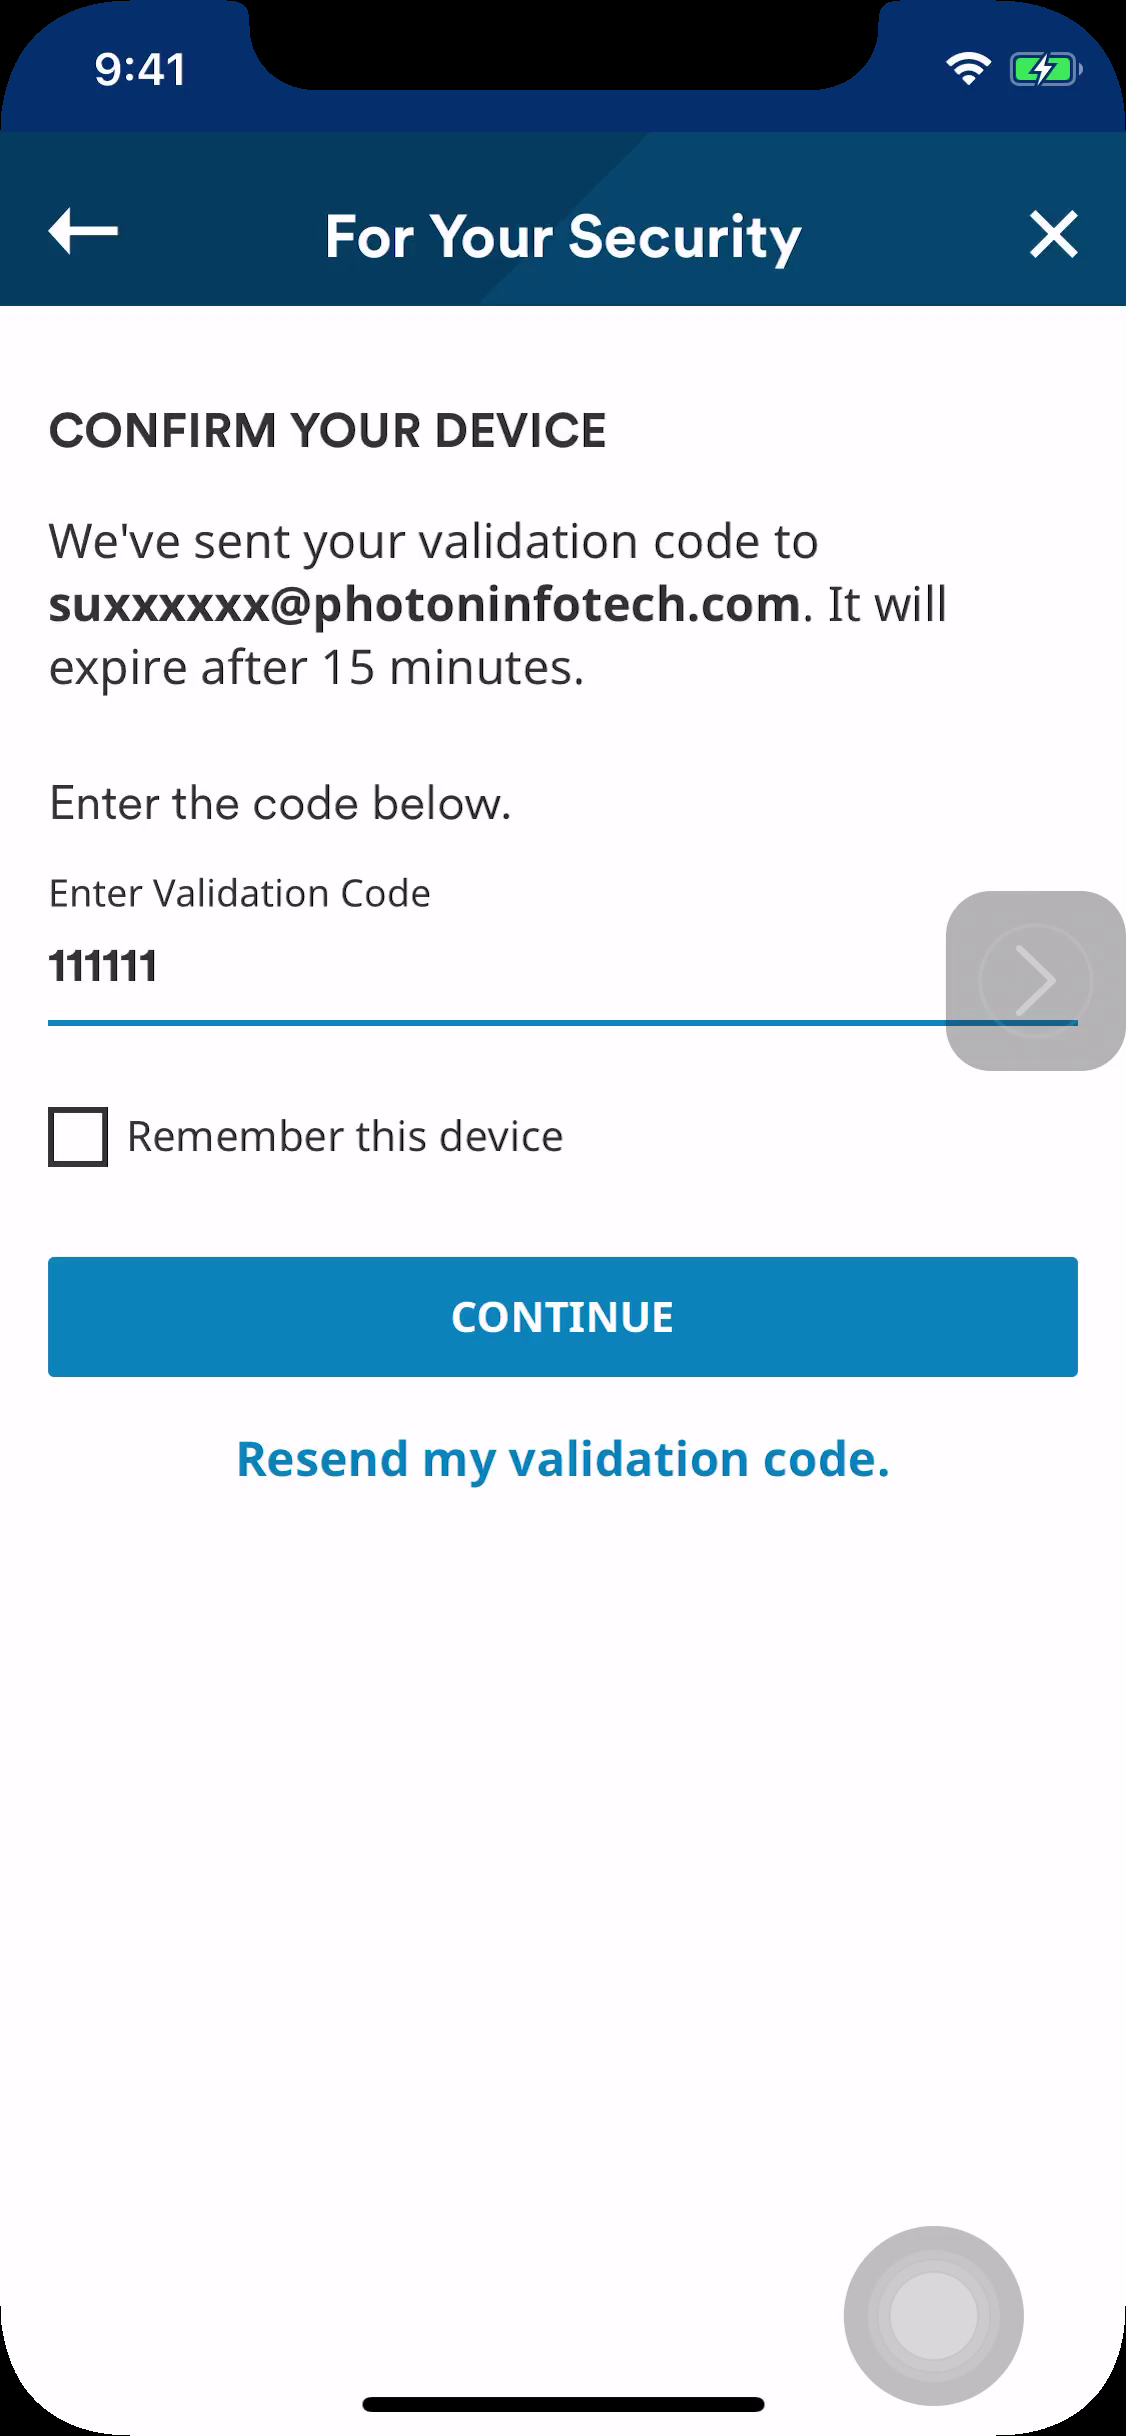 9:41
For Your Security
CONFIRM YOUR DEVICE
We've sent your validation code to
suxxxxxx@photoninfotech.com. It will
expire after 15 minutes.
Enter the code below.
Enter Validation Code
111111
Remember this device
CONTINUE
Resend my validation code.